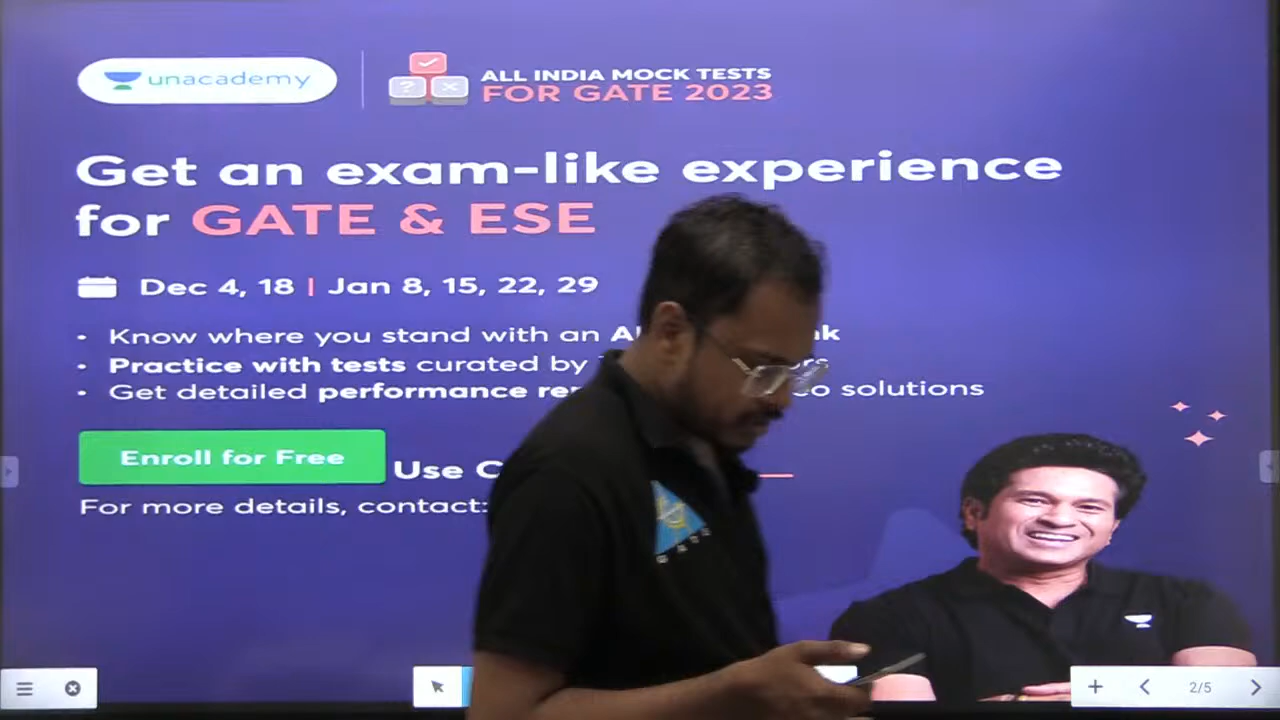 unacademy
ALL INDIA MOCK TESTS
FOR GATE 2023
Get an exam-like experience
for GATE & ESE
Dec 4, 18 | Jan 8, 15, 22, 29
• Know where you stand with an
• Practice with tests curated by
• Get detailed performance solutions
Enroll for Free
Use
For more details, contact:
2/5